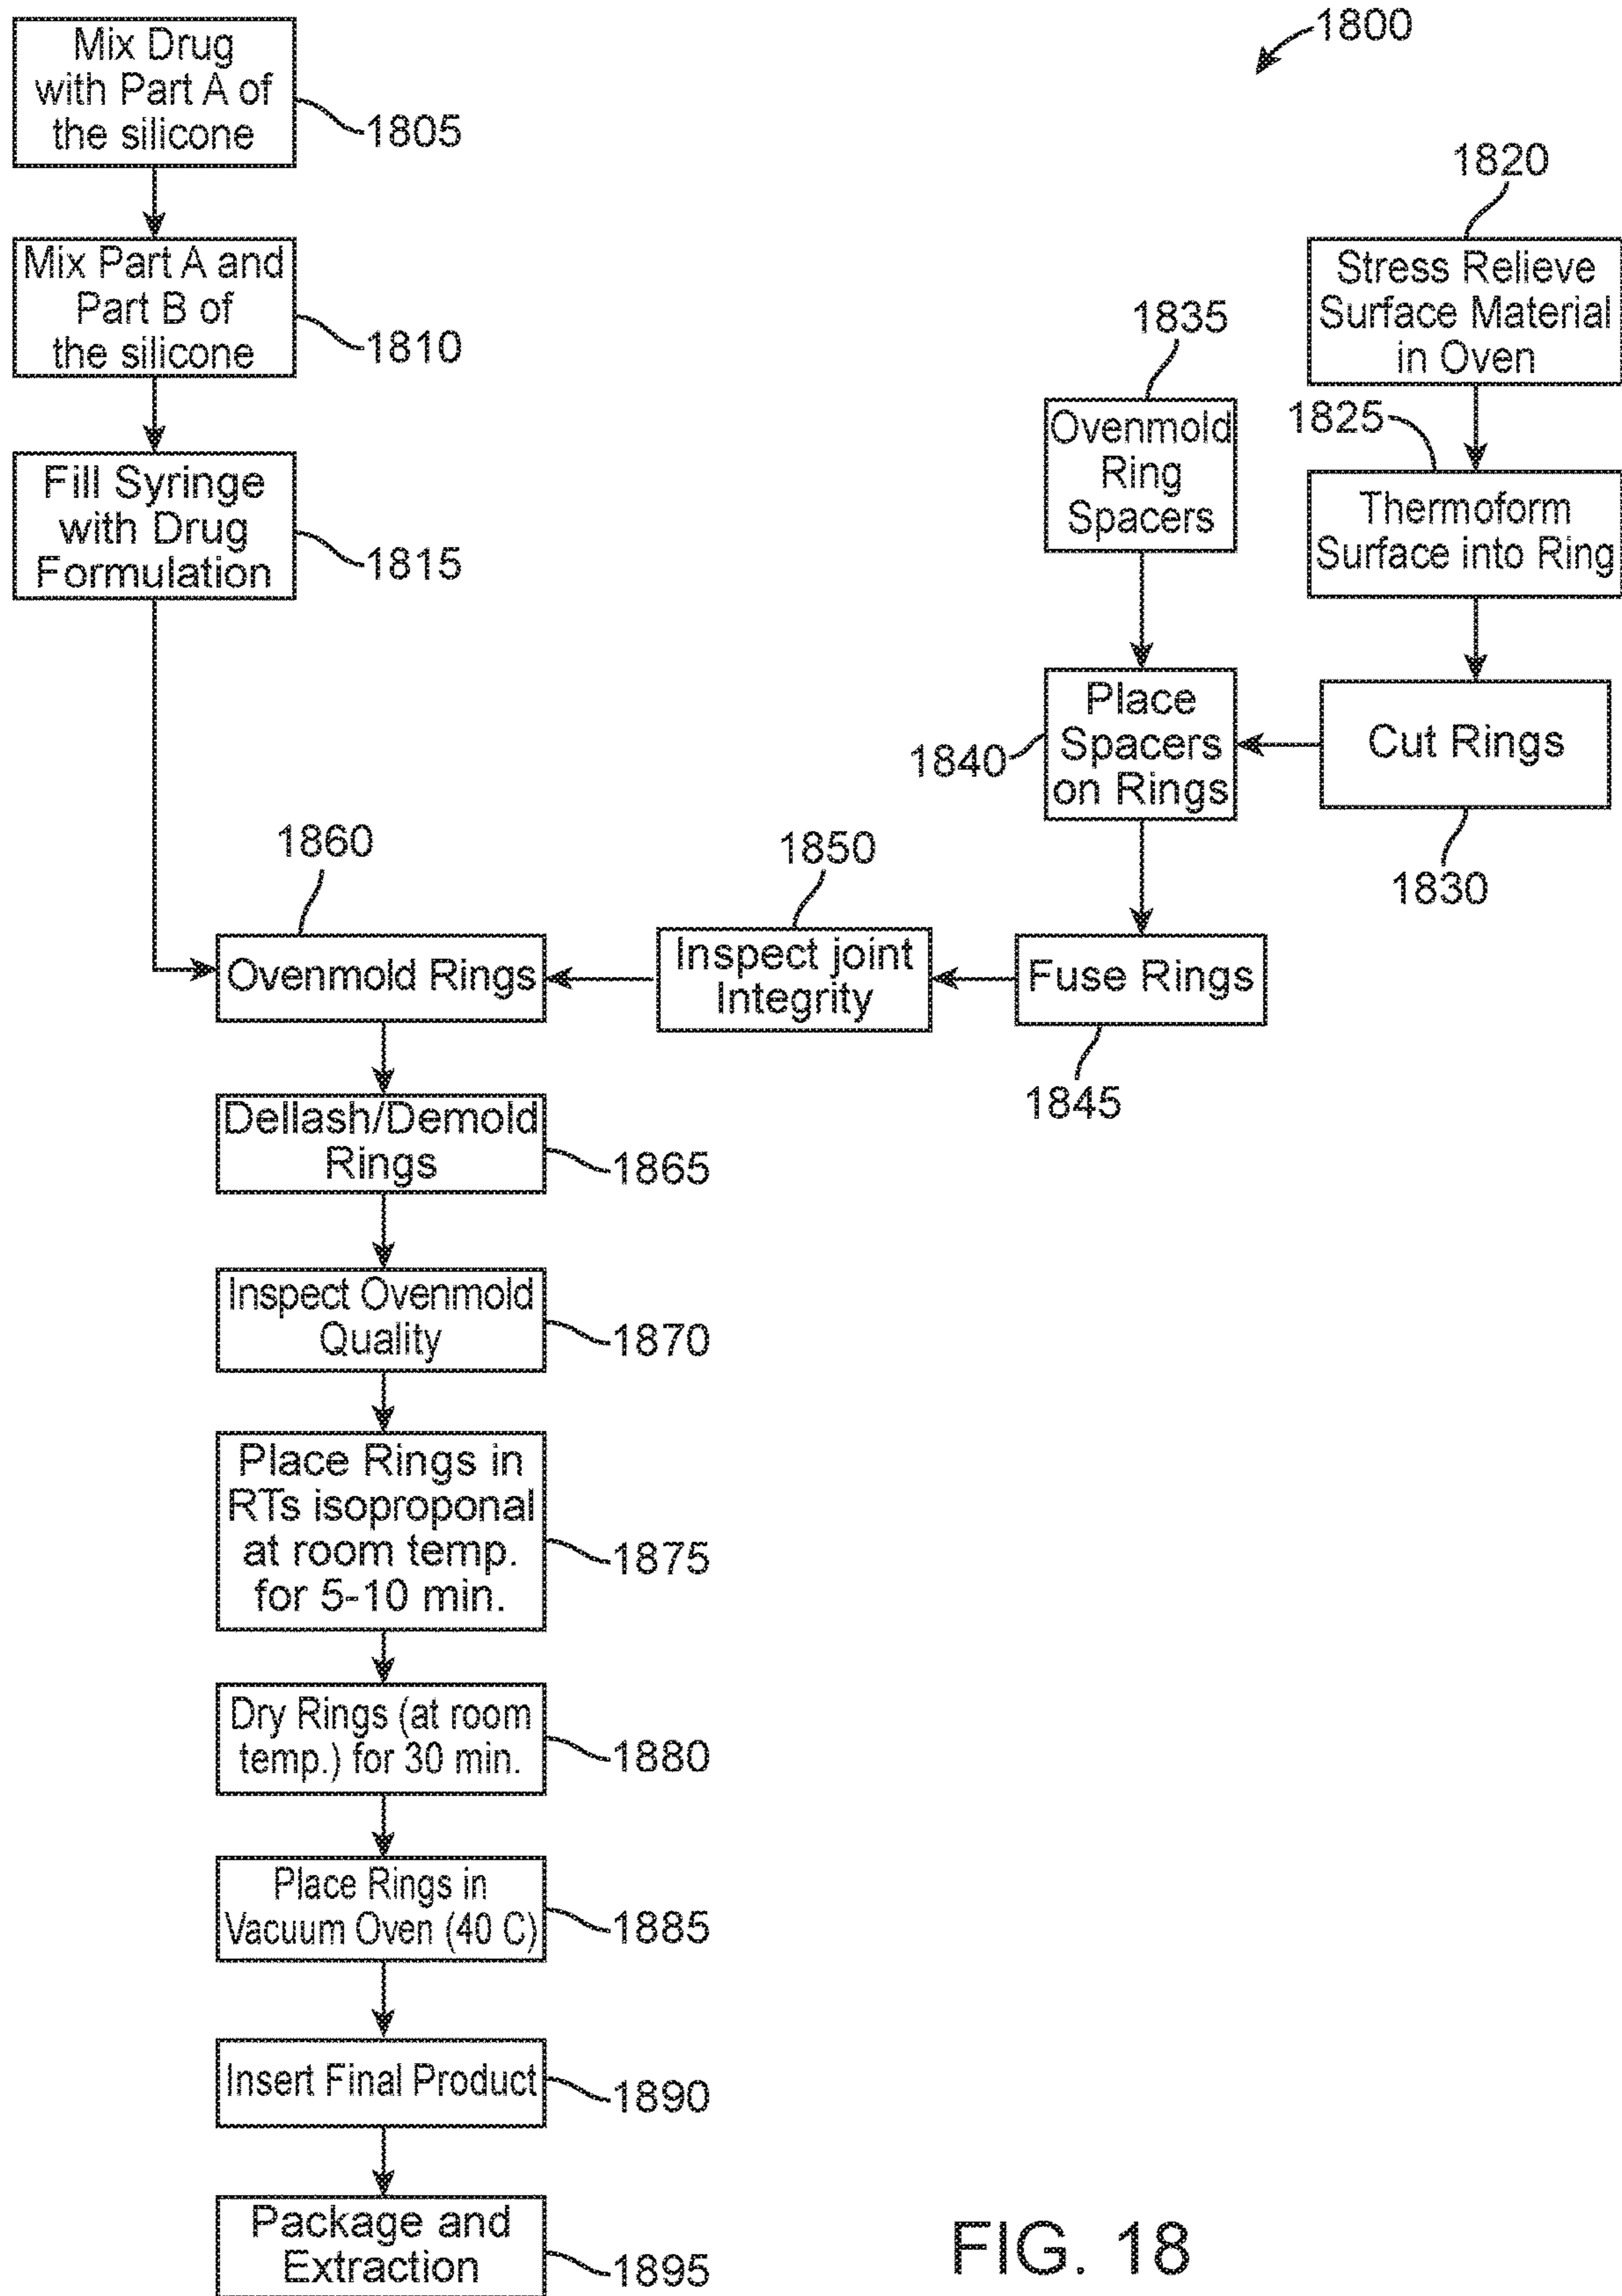 1800
Mix Drug
with Part A of
the silicone
1805
1820
Mix Part A and
Part B of
the silicone
1810
Stress Relieve
Surface Material
in Oven
1835
Ovenmold
Ring
Spacers
1825
Thermoform
Surface into Ring
Fill Syringe
with Drug
Formulation
1815
Place
Spacers
on Rings
1840
Cut Rings
1830
1860
1850
Ovenmold Rings
Inspect joint
Integrity
Fuse Rings
1845
Dellash/Demold
Rings
1865
Inspect Ovenmold
Quality
1870
Place Rings in
RTs isoproponal
at room temp.
for 5-10 min.
1875
Dry Rings (at room
temp.) for 30 min.
1880
Place Rings in
Vacuum Oven (40 C)
1885
Insert Final Product
1890
Package and
Extraction
1895
FIG. 18